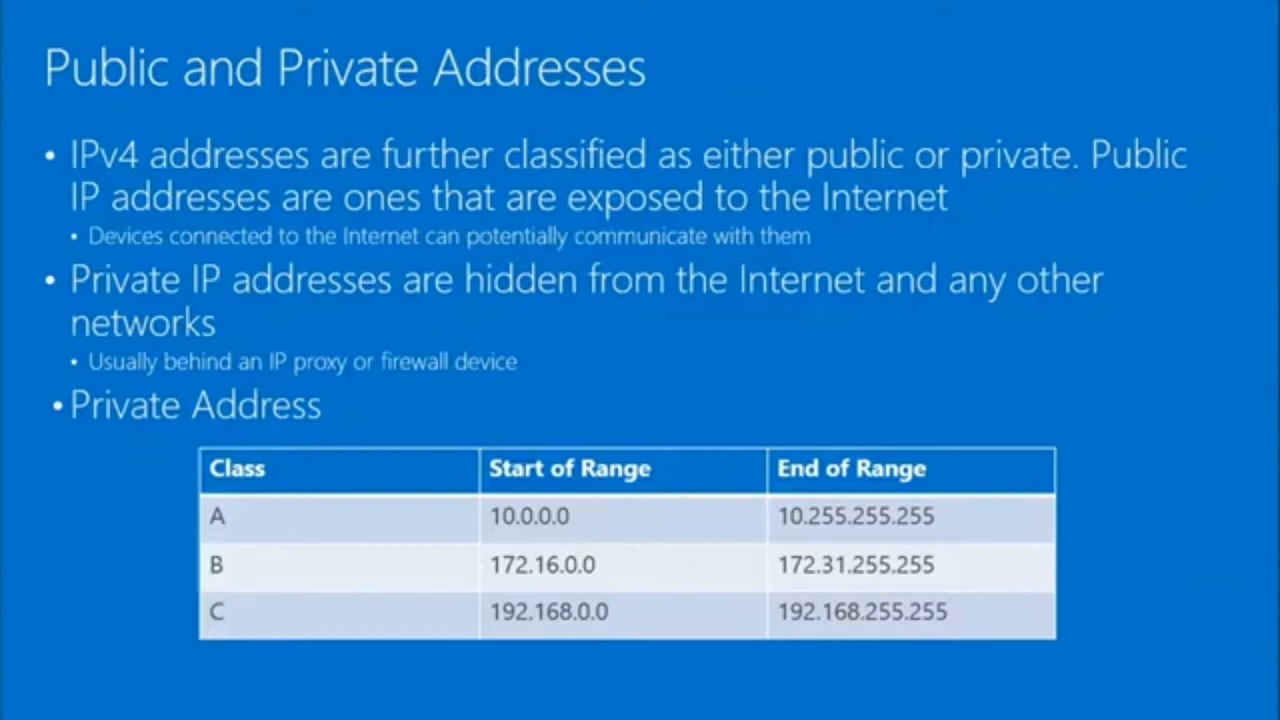 Public and Private Addresses
• IPv4 addresses are further classified as either public or private. Public
IP addresses are ones that are exposed to the Internet
• Devices connected to the Internet can potentially communicate with them
• Private IP addresses are hidden from the Internet and any other
networks
• Usually behind an IP proxy or firewall device
• Private Address
Class Start of Range End of Range
A 10.0.0.0 10.255.255.255
B 172.16.0.0 172.31.255.255
C 192.168.0.0 192.168.255.255